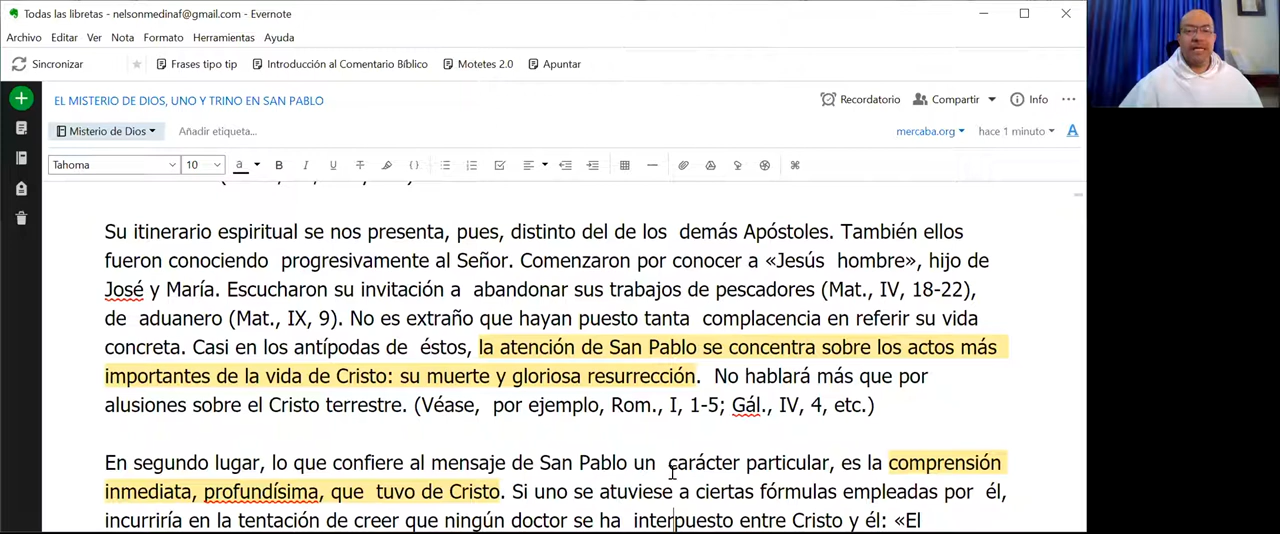 Todas las libretas - nelsonmedinaf@gmail.com - Evernote
Archivo Editar Ver Nota Formato Herramientas Ayuda
Sincronizar Frases tipo tip Introducción al Comentario Bíblico Motetes 2.0 Apuntar
EL MISTERIO DE DIOS, UNO Y TRINO EN SAN PABLO Recordatorio Compartir Info
Misterio de Dios Añadir etiqueta... mercaba.org hace 1 minuto A
Tahoma 10 a B I U T { }
Su itinerario espiritual se nos presenta, pues, distinto del de los demás Apóstoles. También ellos
fueron conociendo progresivamente al Señor. Comenzaron por conocer a «Jesús hombre», hijo de
José y María. Escucharon su invitación a abandonar sus trabajos de pescadores (Mat., IV, 18-22),
de aduanero (Mat., IX, 9). No es extraño que hayan puesto tanta complacencia en referir su vida
concreta. Casi en los antípodas de éstos, la atención de San Pablo se concentra sobre los actos más
importantes de la vida de Cristo: su muerte y gloriosa resurrección. No hablará más que por
alusiones sobre el Cristo terrestre. (Véase, por ejemplo, Rom., I, 1-5; Gál., IV, 4, etc.)
En segundo lugar, lo que confiere al mensaje de San Pablo un carácter particular, es la comprensión
inmediata, profundísima, que tuvo de Cristo. Si uno se atuviese a ciertas fórmulas empleadas por él,
incurriría en la tentación de creer que ningún doctor se ha interpuesto entre Cristo y él: «El